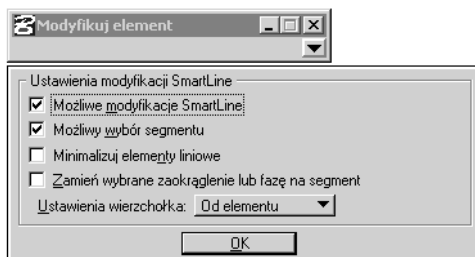 Modyfikuj element
Ustawienia modyfikacji SmartLine
Możliwe modyfikacje SmartLine
Możliwy wybór segmentu
Minimalizuj elementy liniowe
Zamień wybrane zaokrąglenie lub fazę na segment
Ustawienia wierzchołka: Od elementu
OK